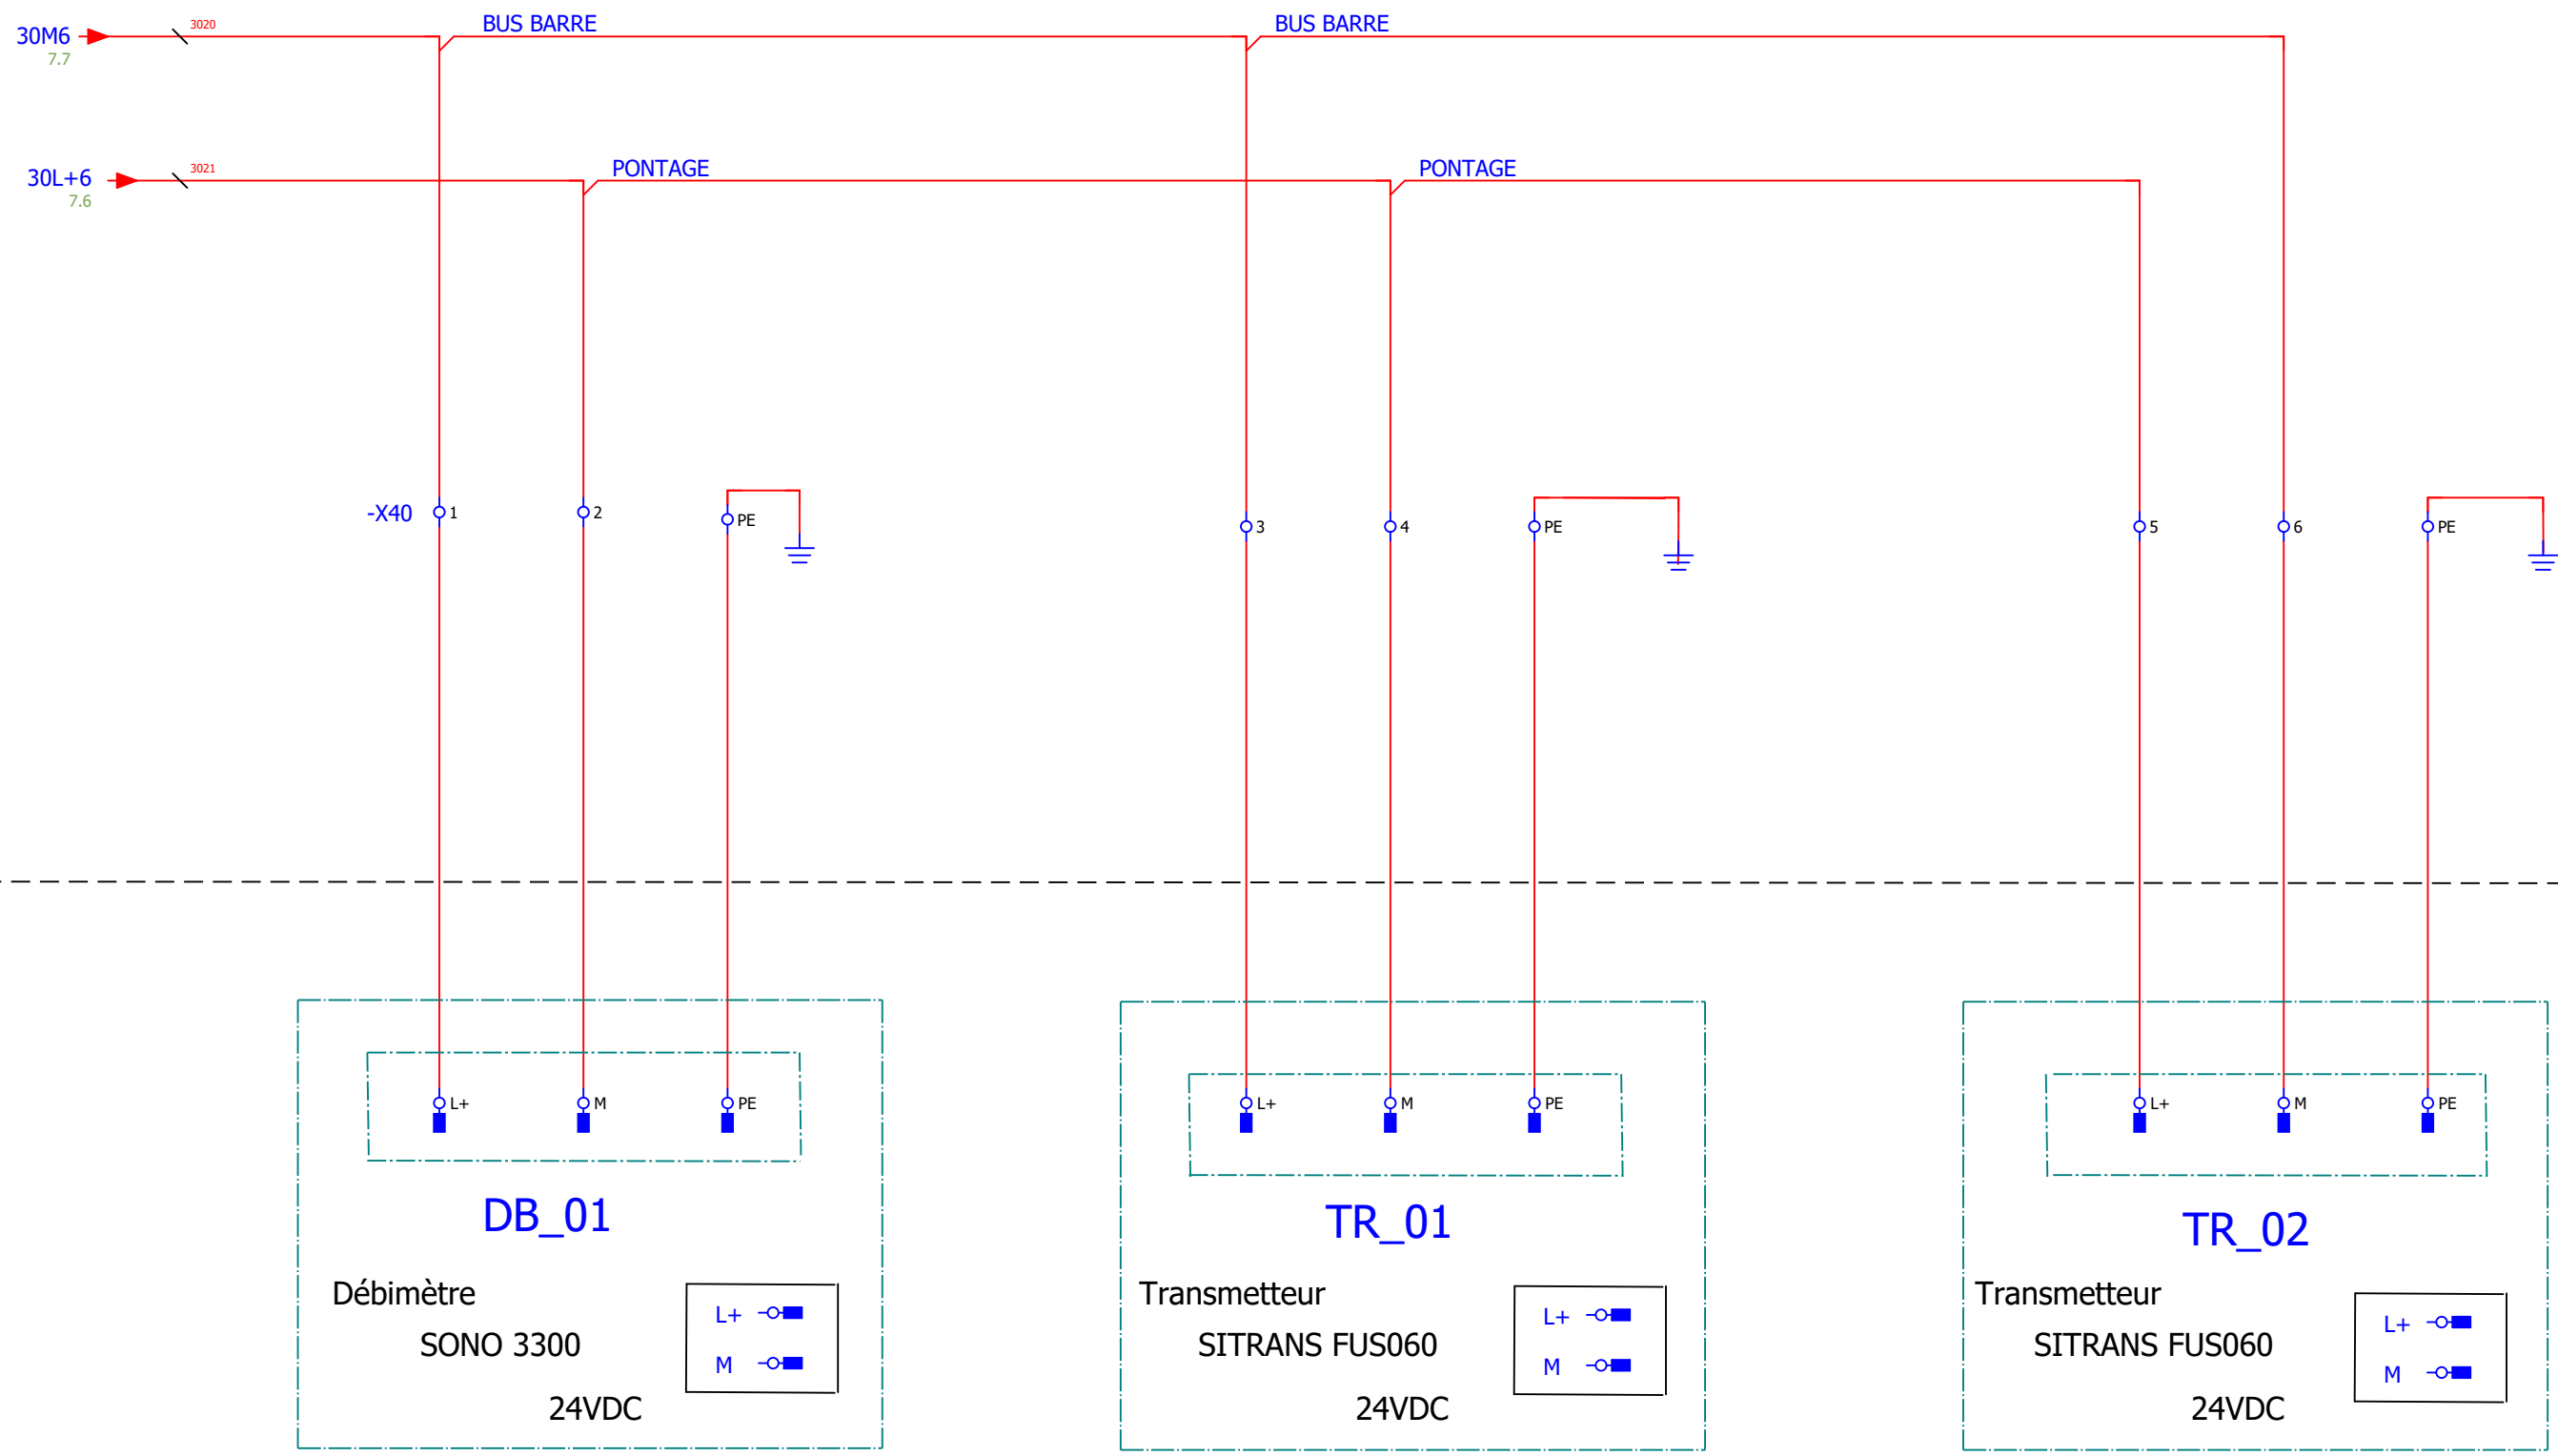 30M6
7.7
3020
BUS BARRE
BUS BARRE
30L+6
7.6
3021
PONTAGE
PONTAGE
-X40
1
2
PE
3
4
PE
5
6
PE
L+
M
PE
L+
M
PE
L+
M
PE
DB_01
Débimètre
SONO 3300
24VDC
L+
M
TR_01
Transmetteur
SITRANS FUS060
24VDC
L+
M
TR_02
Transmetteur
SITRANS FUS060
24VDC
L+
M